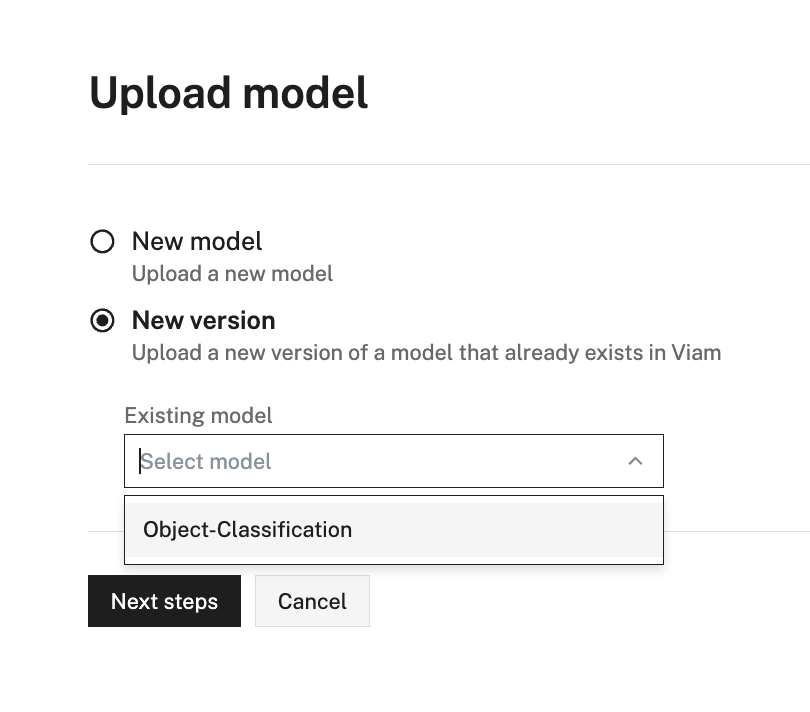 Upload model
New model
Upload a new model
New version
Upload a new version of a model that already exists in Viam
Existing model
Select model
Object-Classification
Next steps
Cancel